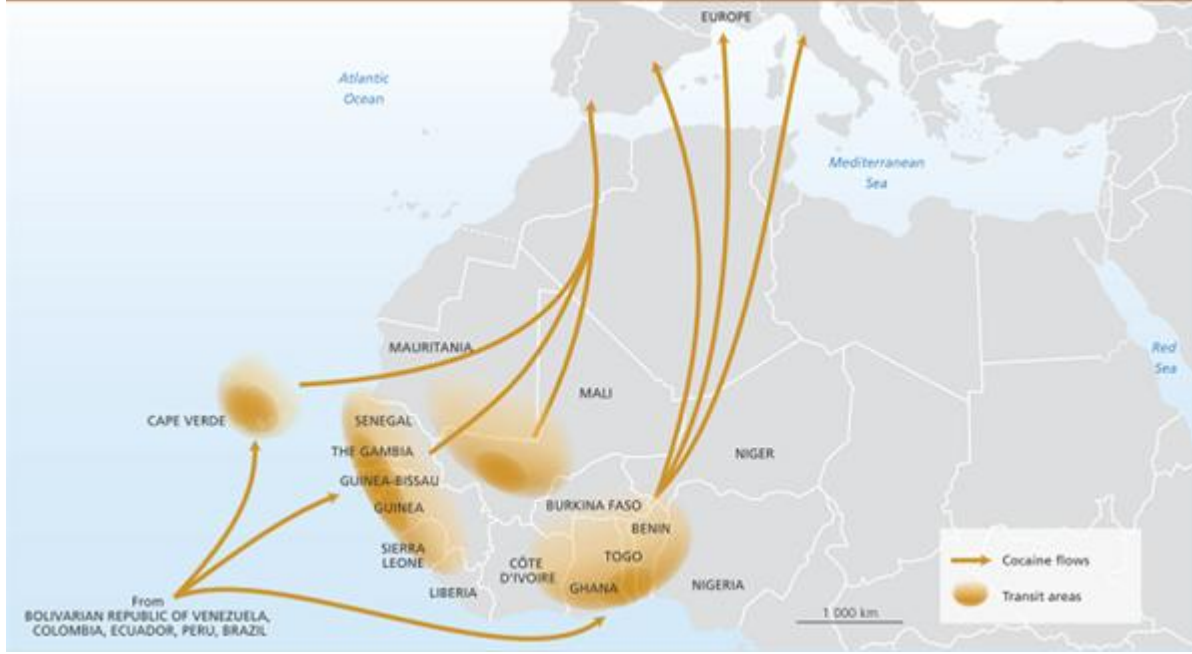 EUROPE
Atlantic
Ocean
Mediterranean
Sea
Red
Sea
MAURITANIA
MALI
CAPE VERDE
SENEGAL
THE GAMBIA
NIGER
GUINEA-BISSAU
GUINEA
BURKINA FASO
BENIN
SIERRA
LEONE
CÔTE
D'IVOIRE
TOGO
GHANA
LIBERIA
NIGERIA
Cocaine flows
Transit areas
1 000 km
From
BOLIVARIAN REPUBLIC OF VENEZUELA,
COLOMBIA, ECUADOR, PERU, BRAZIL